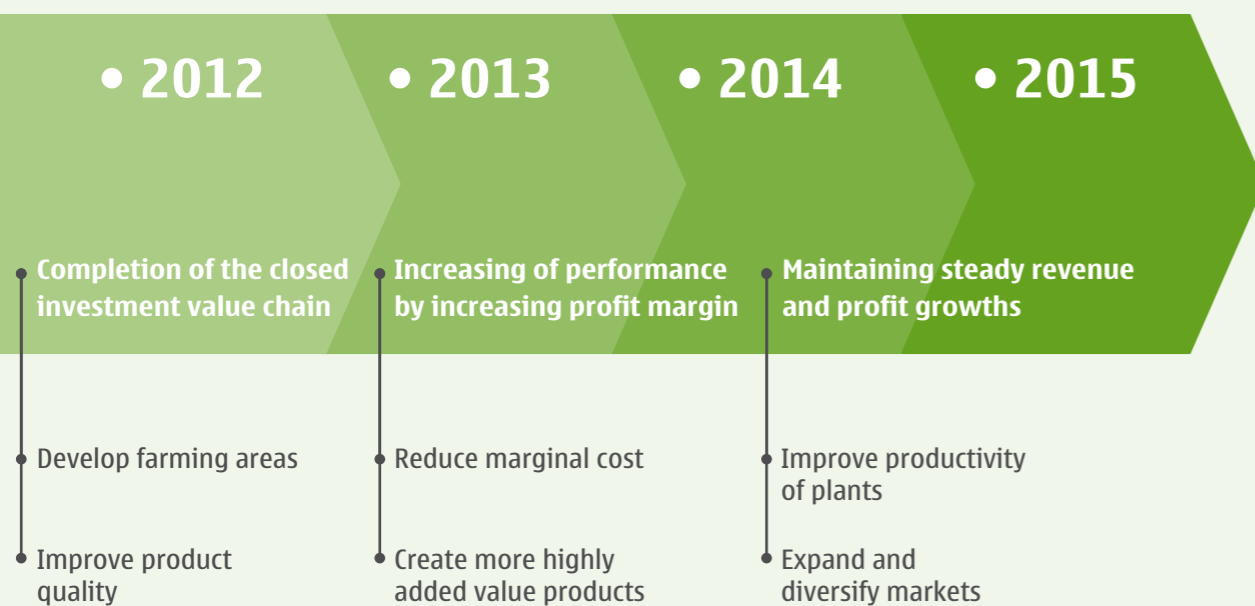 • 2012
• 2013
• 2014
• 2015
Completion of the closed
investment value chain
Increasing of performance
by increasing profit margin
Maintaining steady revenue
and profit growths
Develop farming areas
Reduce marginal cost
Improve productivity
of plants
Improve product
quality
Create more highly
added value products
Expand and
diversify markets